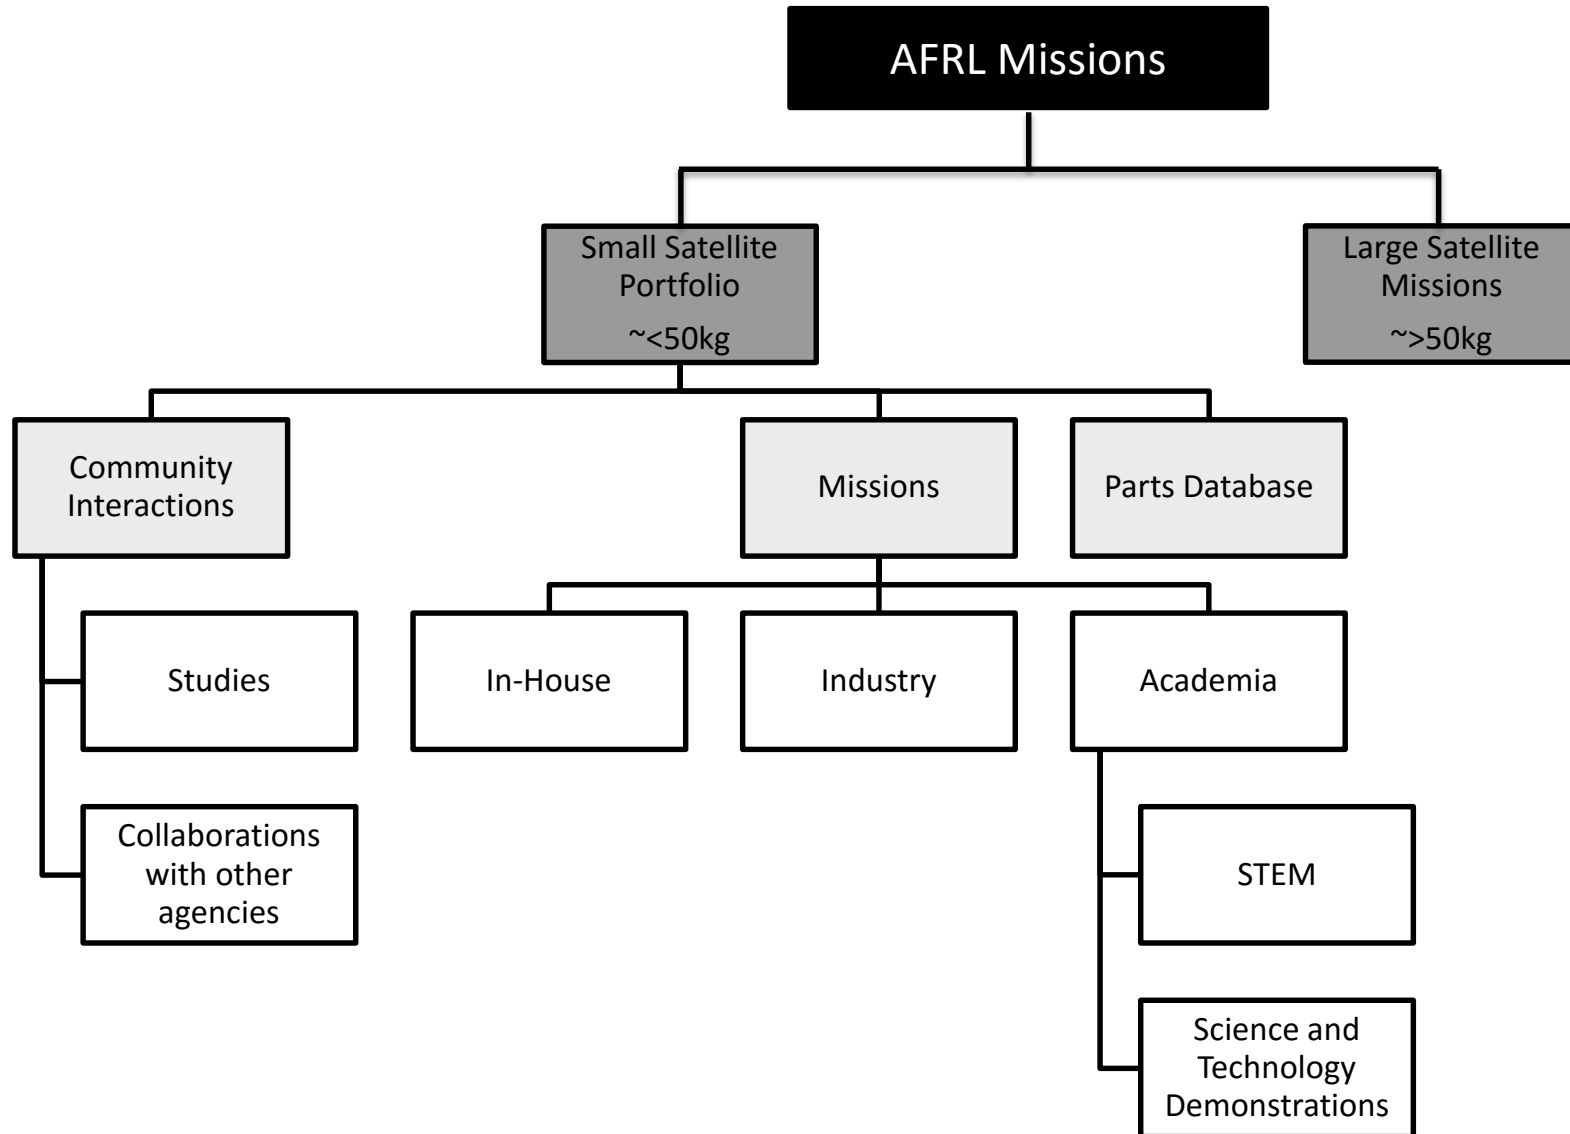 AFRL Missions
Small Satellite
Portfolio
~<50kg
Large Satellite
Missions
~>50kg
Community
Interactions
Missions
Parts Database
Studies
In-House
Industry
Academia
Collaborations
with other
agencies
STEM
Science and
Technology
Demonstrations